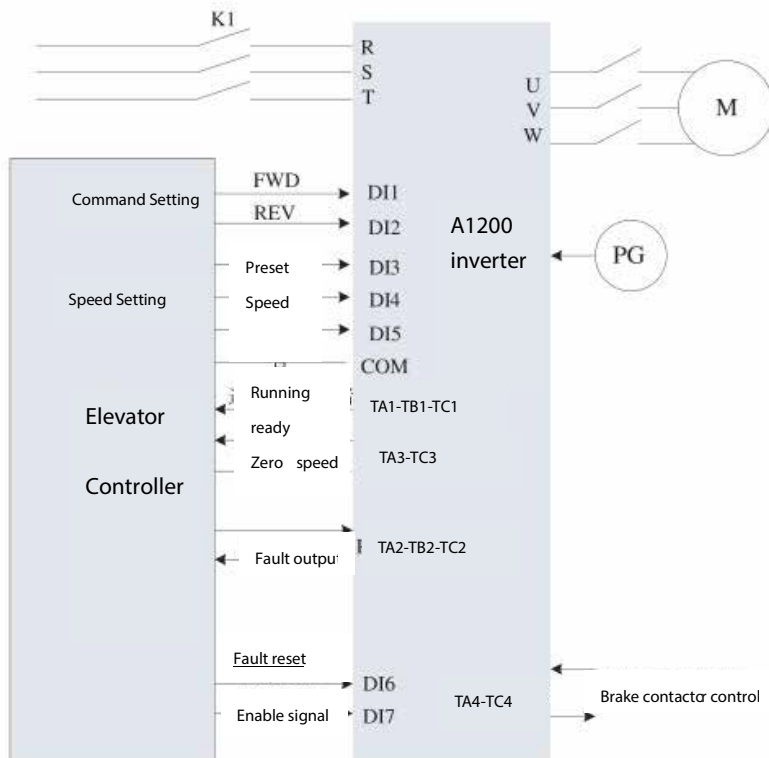 K1
R
S
T
U
V
W
M
FWD
Command Setting
DI1
REV
DI2
A1200
inverter
PG
Preset
DI3
Speed Setting
Speed
DI4
DI5
COM
Running
TA1-TB1-TC1
Elevator
ready
Zero speed
TA3-TC3
Controller
TA2-TB2-TC2
Fault output
Fault reset
DI6
TA4-TC4
Brake contactor control
Enable signal
DI7